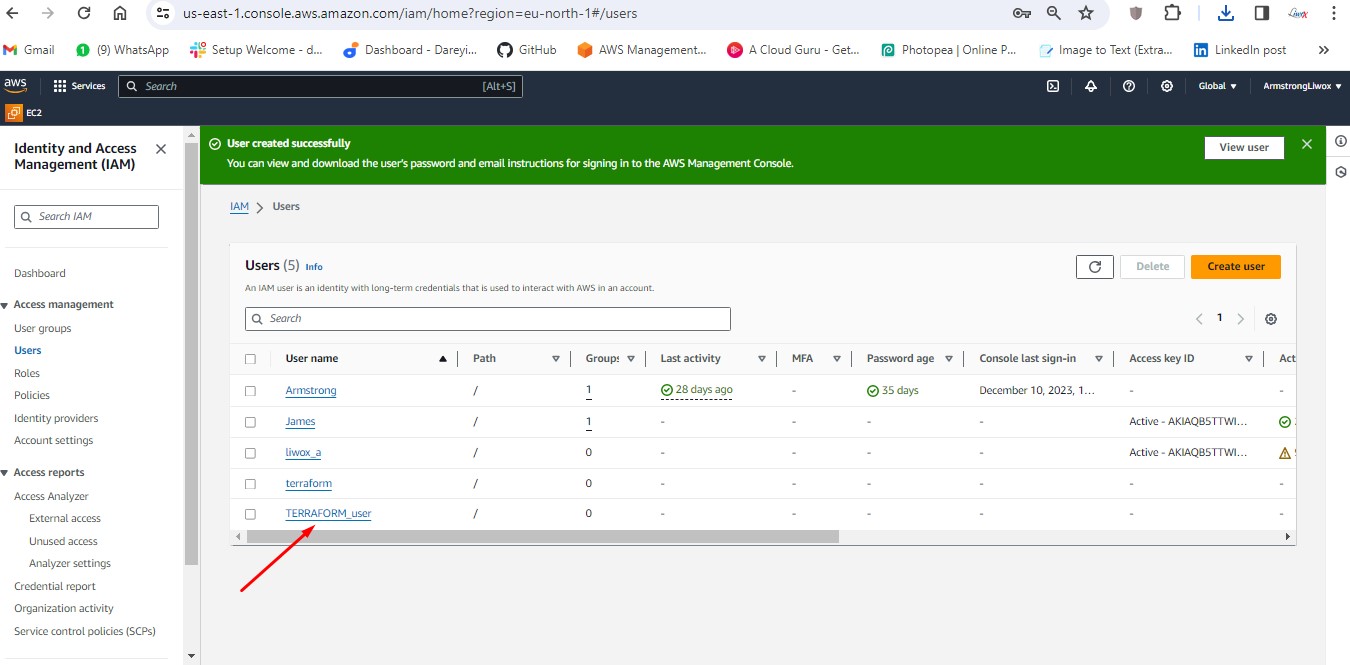 us-east-1.console.aws.amazon.com/iam/home?region=eu-north-1#/users
Gmail (9) WhatsApp Setup Welcome - d... Dashboard - Dareyi... GitHub AWS Management... A Cloud Guru - Get... Photopea | Online P... Image to Text (Extra... LinkedIn post »
aws Services Search [Alt+S] Global ArmstrongLiwox
EC2
Identity and Access
Management (IAM)
Search IAM
Dashboard
Access management
User groups
Users
Roles
Policies
Identity providers
Account settings
Access reports
Access Analyzer
External access
Unused access
Analyzer settings
Credential report
Organization activity
Service control policies (SCPs)
User created successfully
You can view and download the user's password and email instructions for signing in to the AWS Management Console.
View user
IAM > Users
Users (5) Info
Delete Create user
An IAM user is an identity with long-term credentials that is used to interact with AWS in an account.
Search
1
User name Path Groups Last activity MFA Password age Console last sign-in Access key ID Act
Armstrong / 1 28 days ago - 35 days December 10, 2023, 1... - -
James / 1 - - - - Active - AKIAQB5TTWI...
liwox_a / 0 - - - - Active - AKIAQB5TTWI...
terraform / 0 - - - - - -
TERRAFORM_user / 0 - - - - - -